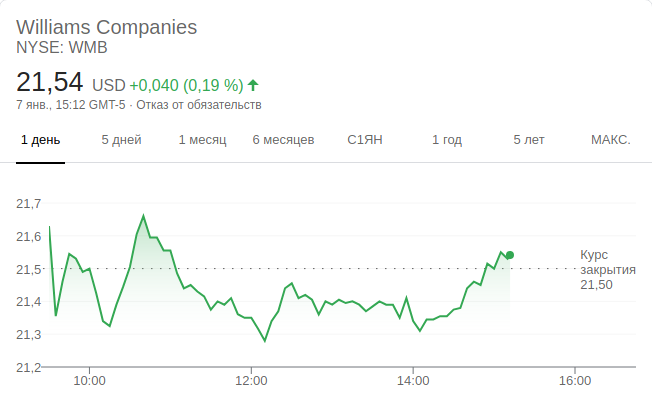 Williams Companies
NYSE: WMB
21,54 USD +0,040 (0,19 %)
7 янв., 15:12 GMT-5 · Отказ от обязательств
1 день 5 дней 1 месяц 6 месяцев С1ЯН 1 год 5 лет МАКС.
21,7
21,6
21,5
21,4
21,3
21,2
Курс
закрытия
21,50
10:00 12:00 14:00 16:00